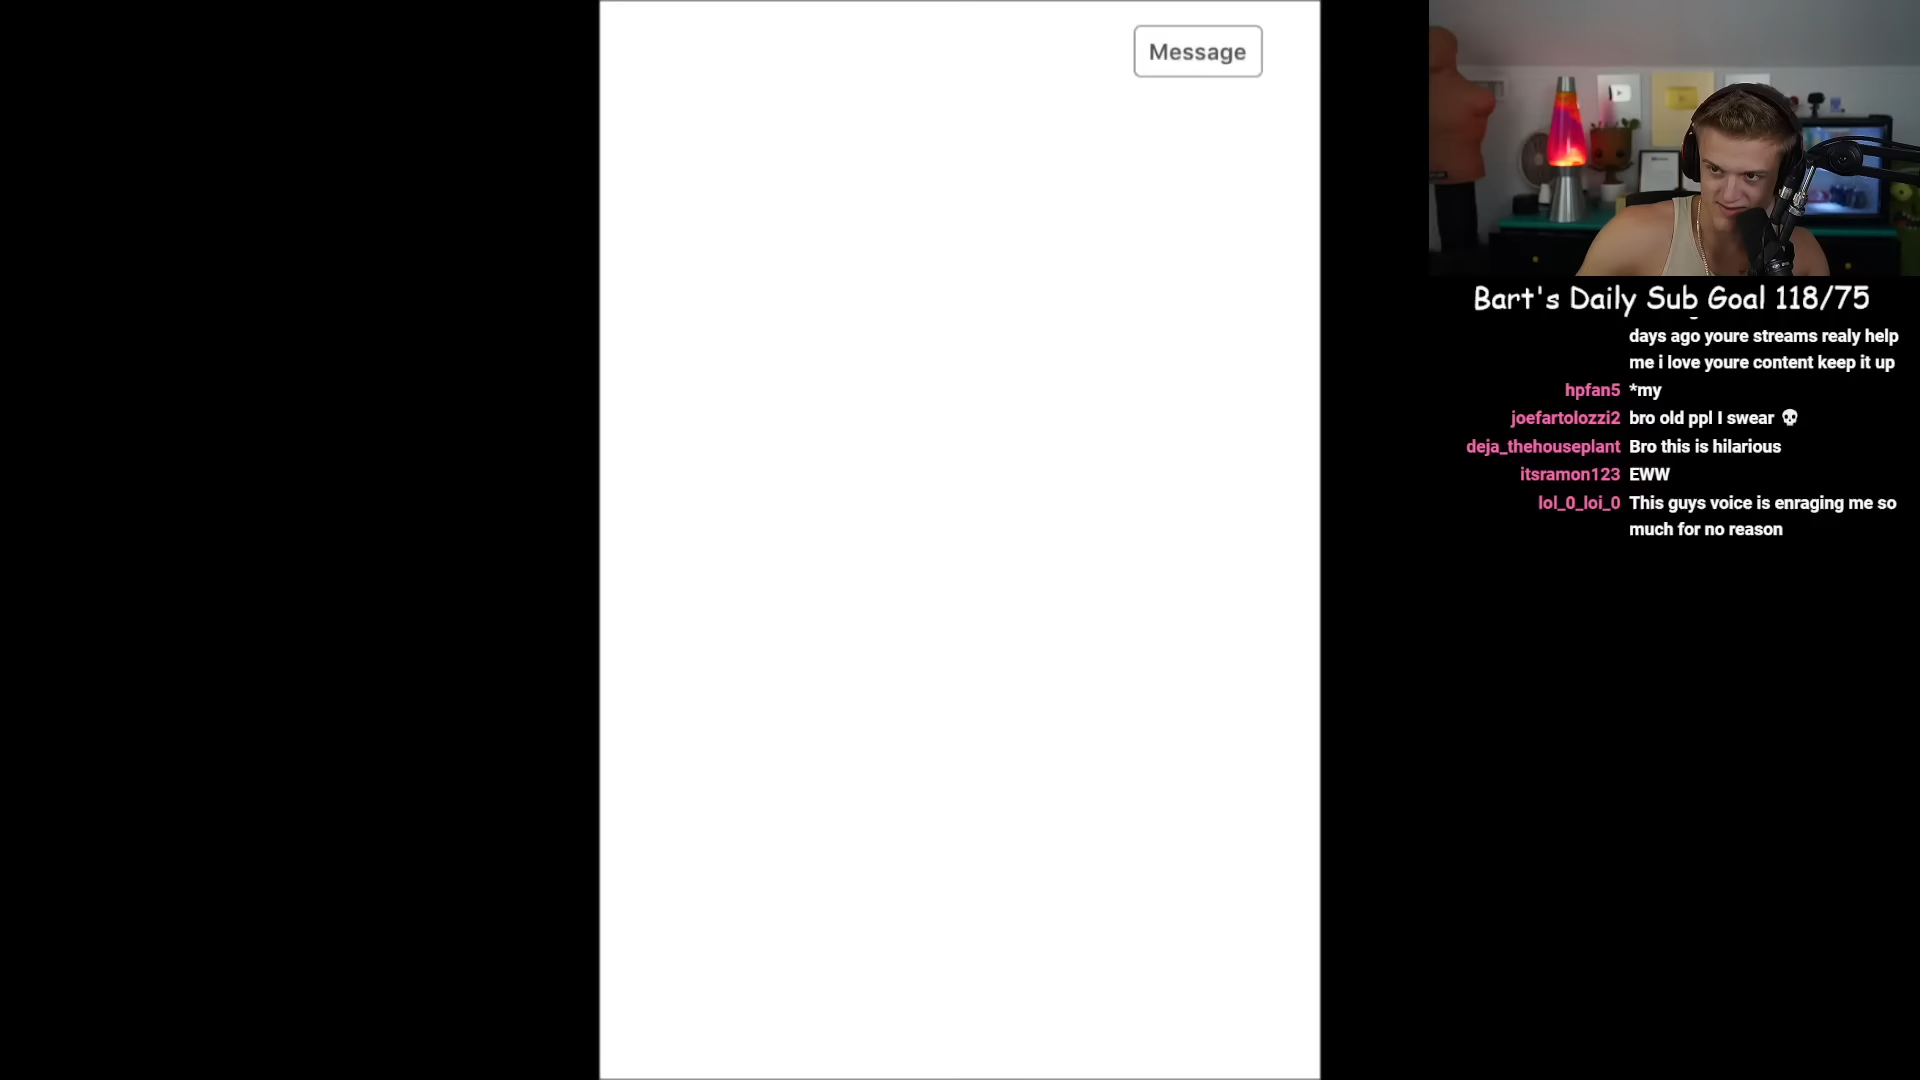 Message
Bart's Daily Sub Goal 118/75
days ago youre streams realy help
me i love youre content keep it up
hpfan5 *my
joefartolozzi2 bro old ppl I swear 💀
deja_thehouseplant Bro this is hilarious
itsramon123 EWW
lol_0_loi_0 This guys voice is enraging me so
much for no reason